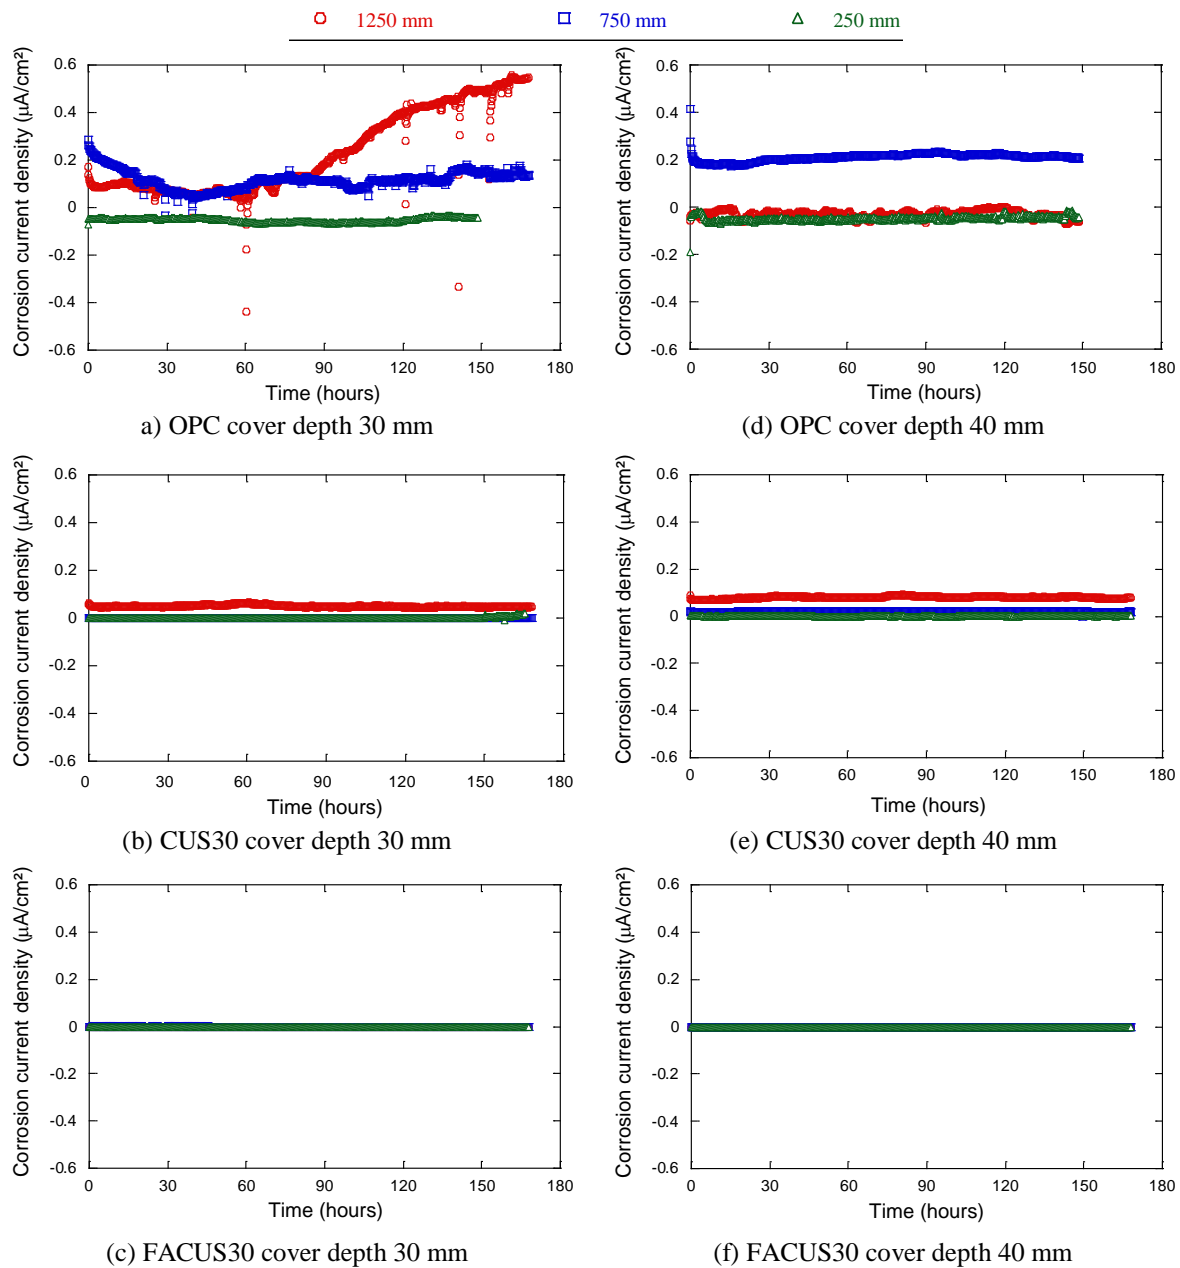 1250 mm 750 mm 250 mm
Corrosion current density (µA/cm²)
0.6
0.4
0.2
0
-0.2
-0.4
-0.6
0 30 60 90 120 150 180
Time (hours)
a) OPC cover depth 30 mm
Corrosion current density (µA/cm²)
0.6
0.4
0.2
0
-0.2
-0.4
-0.6
0 30 60 90 120 150 180
Time (hours)
(d) OPC cover depth 40 mm
Corrosion current density (µA/cm²)
0.6
0.4
0.2
0
-0.2
-0.4
-0.6
0 30 60 90 120 150 180
Time (hours)
(b) CUS30 cover depth 30 mm
Corrosion current density (µA/cm²)
0.6
0.4
0.2
0
-0.2
-0.4
-0.6
0 30 60 90 120 150 180
Time (hours)
(e) CUS30 cover depth 40 mm
Corrosion current density (µA/cm²)
0.6
0.4
0.2
0
-0.2
-0.4
-0.6
0 30 60 90 120 150 180
Time (hours)
(c) FACUS30 cover depth 30 mm
Corrosion current density (µA/cm²)
0.6
0.4
0.2
0
-0.2
-0.4
-0.6
0 30 60 90 120 150 180
Time (hours)
(f) FACUS30 cover depth 40 mm